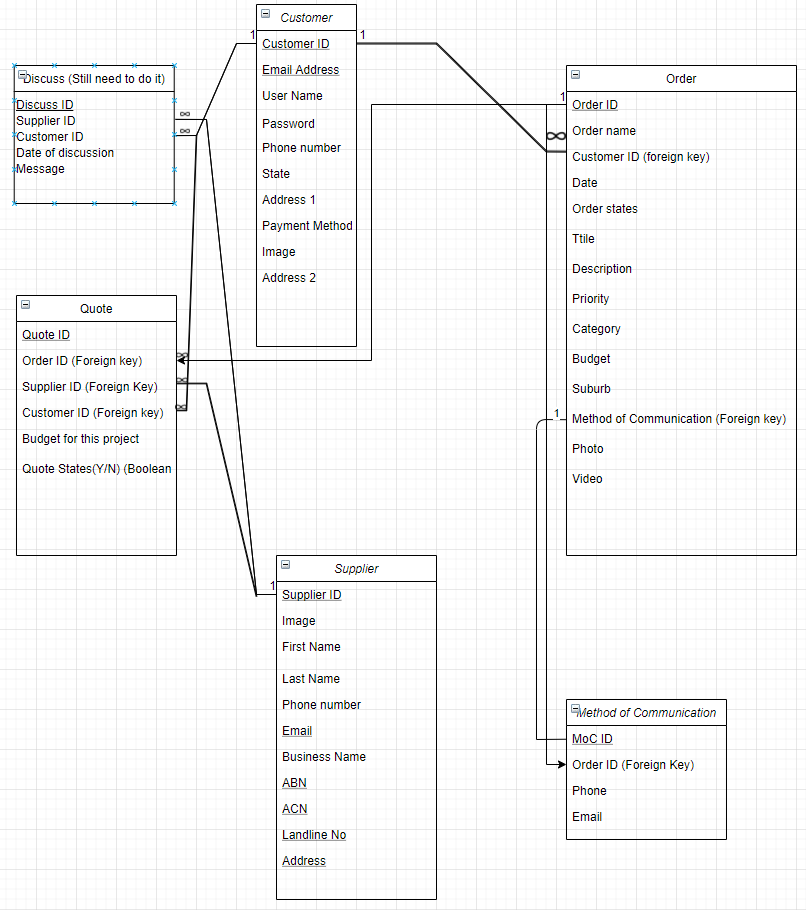 Customer
1
1
Customer ID
Email Address
User Name
Password
Phone number
State
Address 1
Payment Method
Image
Address 2
Discuss (Still need to do it)
Discuss ID
Supplier ID
Customer ID
Date of discussion
Message
∞
∞
Order
1
Order ID
Order name
∞
Customer ID (foreign key)
Date
Order states
Ttile
Description
Priority
Category
Budget
Suburb
1
Method of Communication (Foreign key)
Photo
Video
Quote
Quote ID
Order ID (Foreign key)
∞
Supplier ID (Foreign Key)
∞
Customer ID (Foreign key)
∞
Budget for this project
Quote States(Y/N) (Boolean
Supplier
1
Supplier ID
Image
First Name
Last Name
Phone number
Email
Business Name
ABN
ACN
Landline No
Address
Method of Communication
MoC ID
Order ID (Foreign Key)
Phone
Email